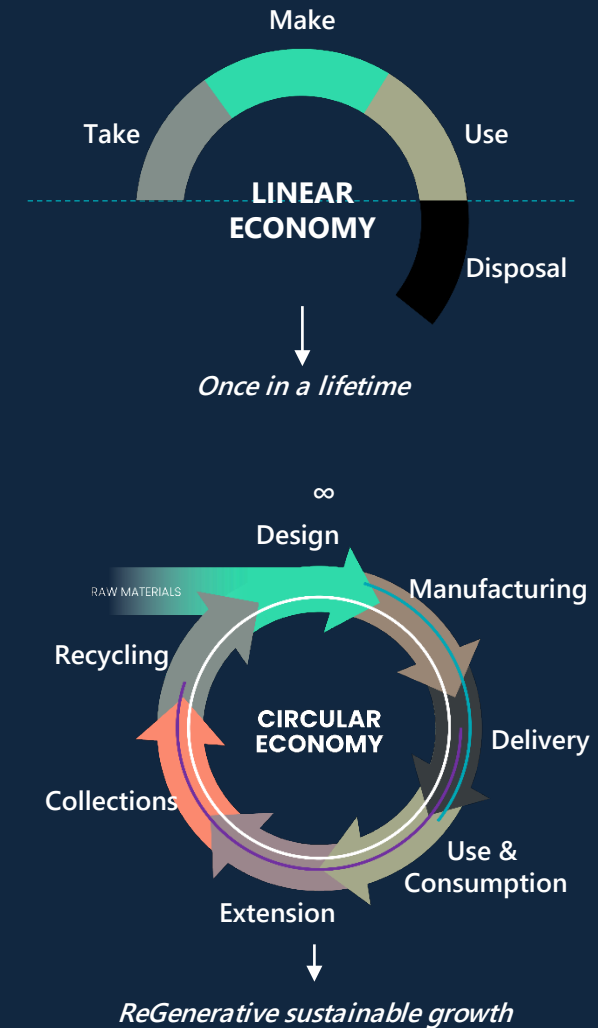 Make
Take
Use
LINEAR
ECONOMY
Disposal
Once in a lifetime
∞
Design
RAW MATERIALS
Manufacturing
Recycling
CIRCULAR
ECONOMY
Delivery
Collections
Use &
Consumption
Extension
ReGenerative sustainable growth